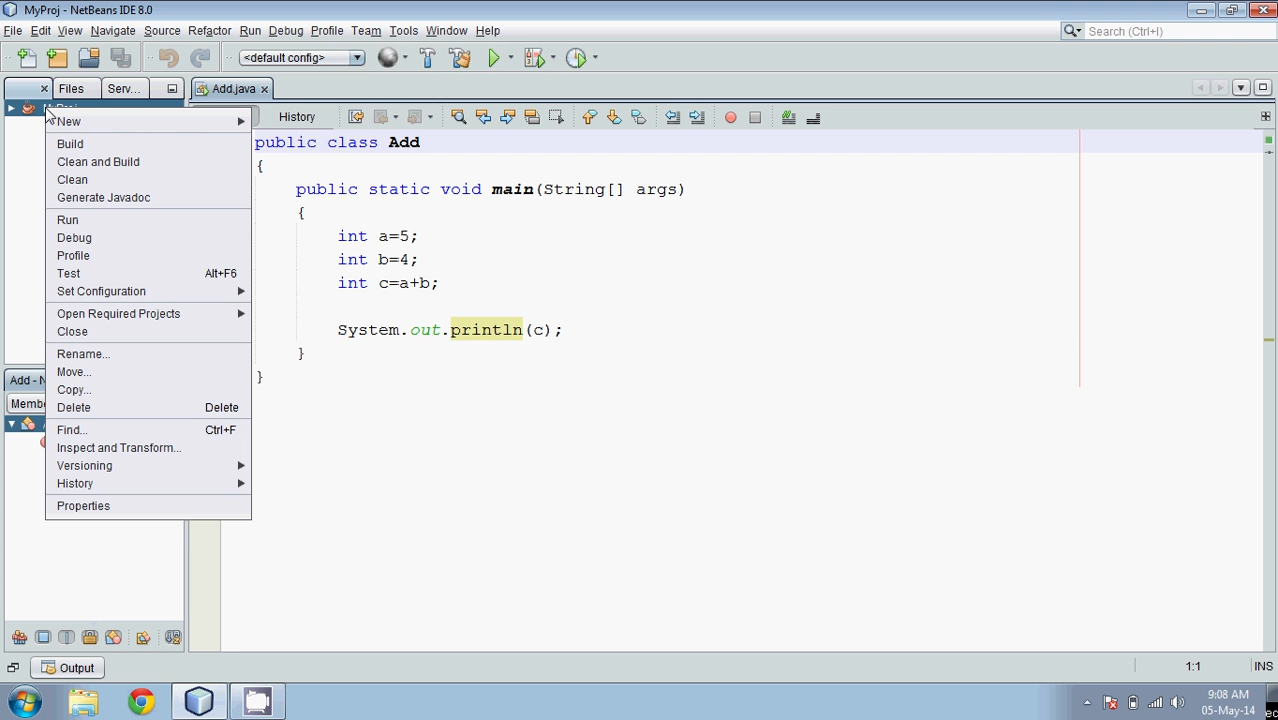 MyProj - NetBeans IDE 8.0
File Edit View Navigate Source Refactor Run Debug Profile Team Tools Window Help
Search (Ctrl+I)
<default config>
Files Serv... Add.java
MyProj
History
New
Build
Clean and Build
Clean
Generate Javadoc
Run
Debug
Profile
Test Alt+F6
Set Configuration
Open Required Projects
Close
Rename...
Move...
Copy...
Delete Delete
Find... Ctrl+F
Inspect and Transform...
Versioning
History
Properties
public class Add
{
public static void main(String[] args)
{
int a=5;
int b=4;
int c=a+b;
System.out.println(c);
}
}
Add - N
Membe
Output
1:1 INS
9:08 AM
05-May-14